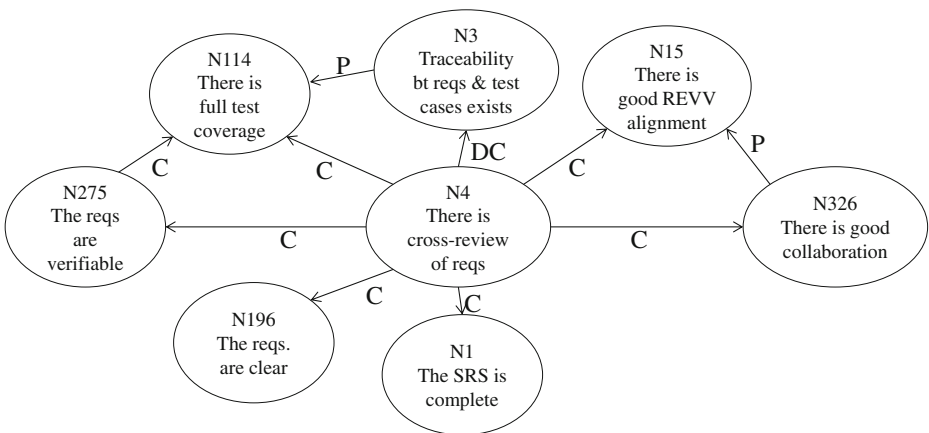 N114
There is
full test
coverage
P
N3
Traceability
bt reqs & test
cases exists
N15
There is
good REVV
alignment
C
C
DC
C
P
N275
The reqs
are
verifiable
C
N4
There is
cross-review
of reqs
C
N326
There is good
collaboration
C
C
N196
The reqs.
are clear
N1
The SRS is
complete